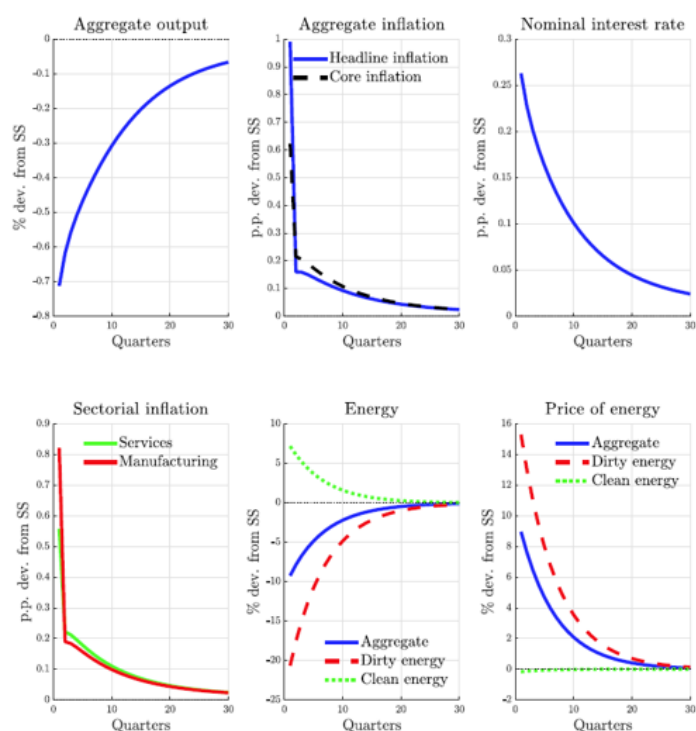 Aggregate output
% dev. from SS
0
-0.1
-0.2
-0.3
-0.4
-0.5
-0.6
-0.7
-0.8
0 10 20 30
Quarters
Aggregate inflation
Headline inflation
Core inflation
p.p. dev. from SS
1
0.9
0.8
0.7
0.6
0.5
0.4
0.3
0.2
0.1
0
0 10 20 30
Quarters
Nominal interest rate
p.p. dev. from SS
0.3
0.25
0.2
0.15
0.1
0.05
0
0 10 20 30
Quarters
Sectorial inflation
Services
Manufacturing
p.p. dev. from SS
0.9
0.8
0.7
0.6
0.5
0.4
0.3
0.2
0.1
0
0 10 20 30
Quarters
Energy
% dev. from SS
10
5
0
-5
-10
-15
-20
-25
Aggregate
Dirty energy
Clean energy
0 10 20 30
Quarters
Price of energy
Aggregate
Dirty energy
Clean energy
% dev. from SS
16
14
12
10
8
6
4
2
0
-2
0 10 20 30
Quarters